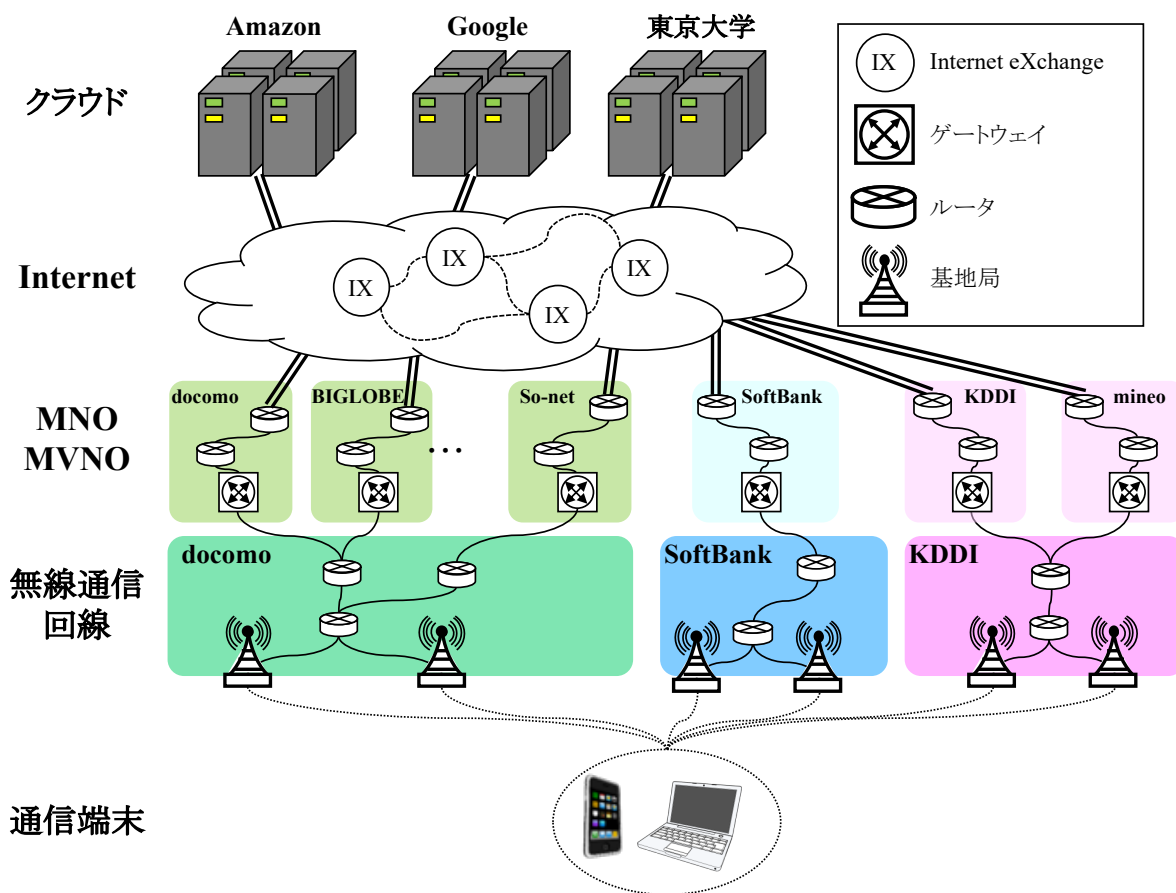 Amazon
Google
東京大学
クラウド
IX
Internet eXchange
ゲートウェイ
ルータ
基地局
Internet
IX
IX
IX
IX
MNO
MVNO
docomo
BIGLOBE
…
So-net
SoftBank
KDDI
mineo
無線通信
回線
docomo
SoftBank
KDDI
通信端末